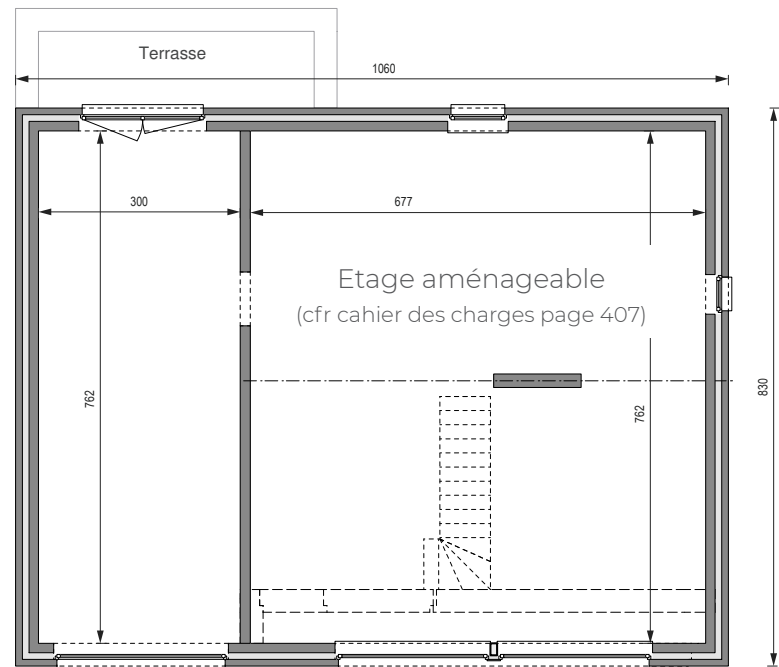 Terrasse
1060
300
677
Etage aménageable
(cfr cahier des charges page 407)
762
762
830